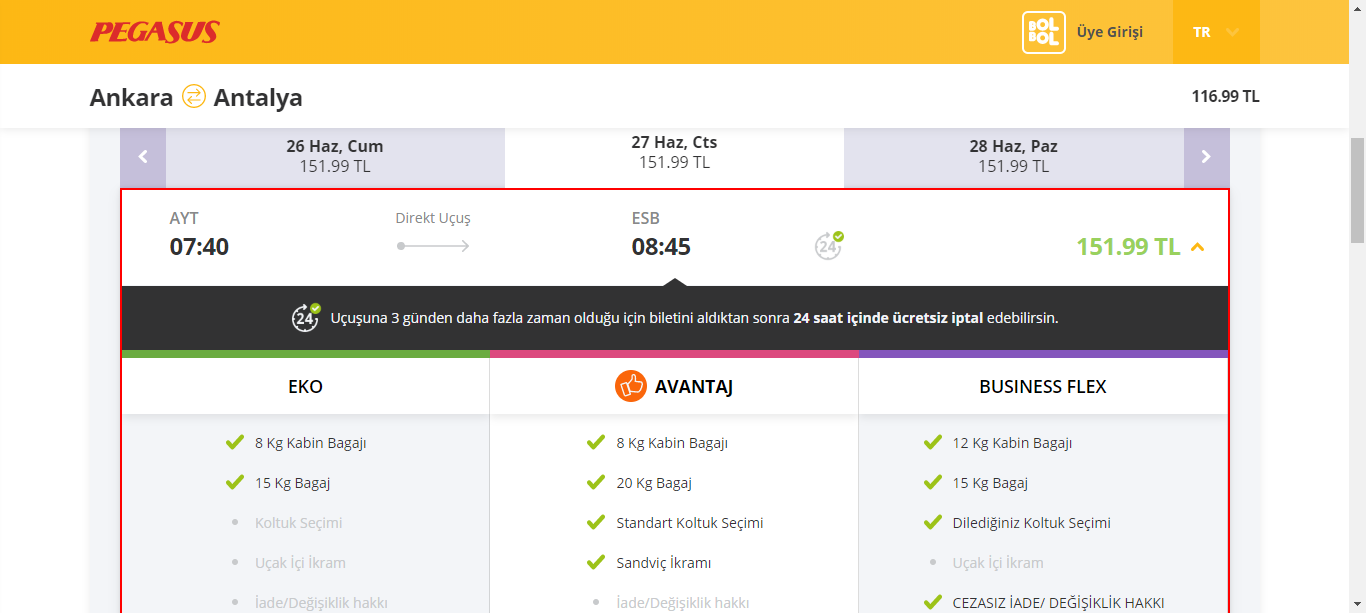 PEGASUS
BOL
BOL
Üye Girişi
TR
Ankara Antalya
116.99 TL
26 Haz, Cum
151.99 TL
27 Haz, Cts
151.99 TL
28 Haz, Paz
151.99 TL
AYT
07:40
Direkt Uçuş
ESB
08:45
24
151.99 TL
24 Uçuşuna 3 günden daha fazla zaman olduğu için biletini aldıktan sonra 24 saat içinde ücretsiz iptal edebilirsin.
EKO
8 Kg Kabin Bagajı
15 Kg Bagaj
Koltuk Seçimi
Uçak İçi İkram
İade/Değişiklik hakkı
AVANTAJ
8 Kg Kabin Bagajı
20 Kg Bagaj
Standart Koltuk Seçimi
Sandviç İkramı
İade/Değişiklik hakkı
BUSINESS FLEX
12 Kg Kabin Bagajı
15 Kg Bagaj
Dilediğiniz Koltuk Seçimi
Uçak İçi İkram
CEZASIZ İADE/ DEĞİŞİKLİK HAKKI